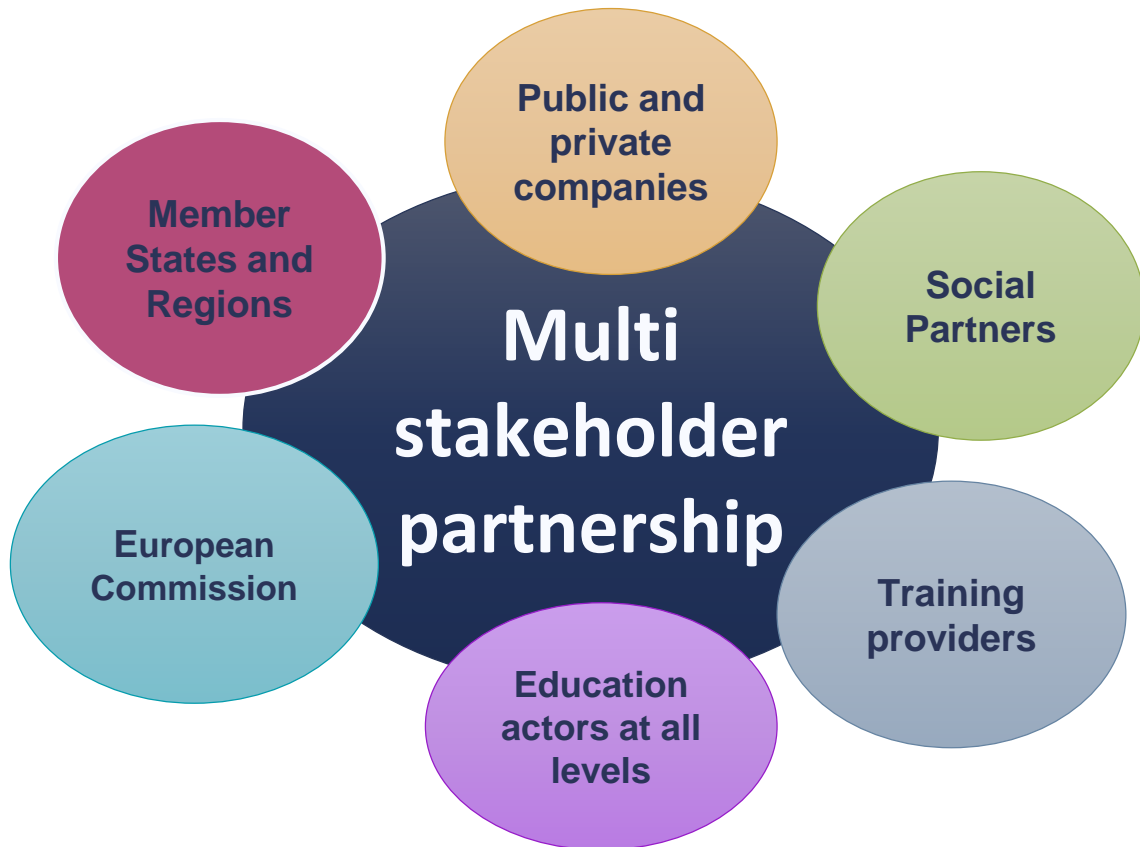 Public and
private
companies
Member
States and
Regions
Social
Partners
Multi
stakeholder
partnership
European
Commission
Training
providers
Education
actors at all
levels